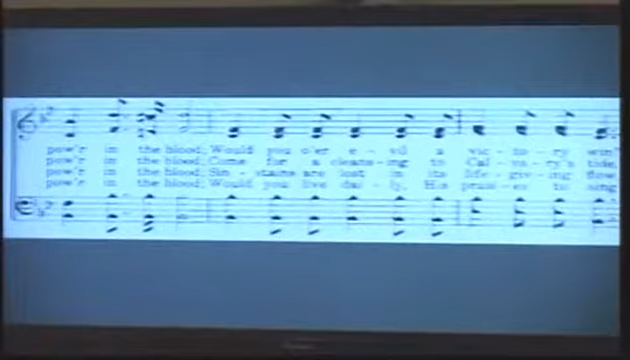 pow'r in the blood; Would you o'er e - vil a vic - to - ry win
pow'r in the blood; Come for a cleans - ing to Cal - va - ry's tide,
pow'r in the blood; Sin - stains are lost in its life - giv - ing flow
pow'r in the blood; Would you live dai - ly, His prais - es to sing